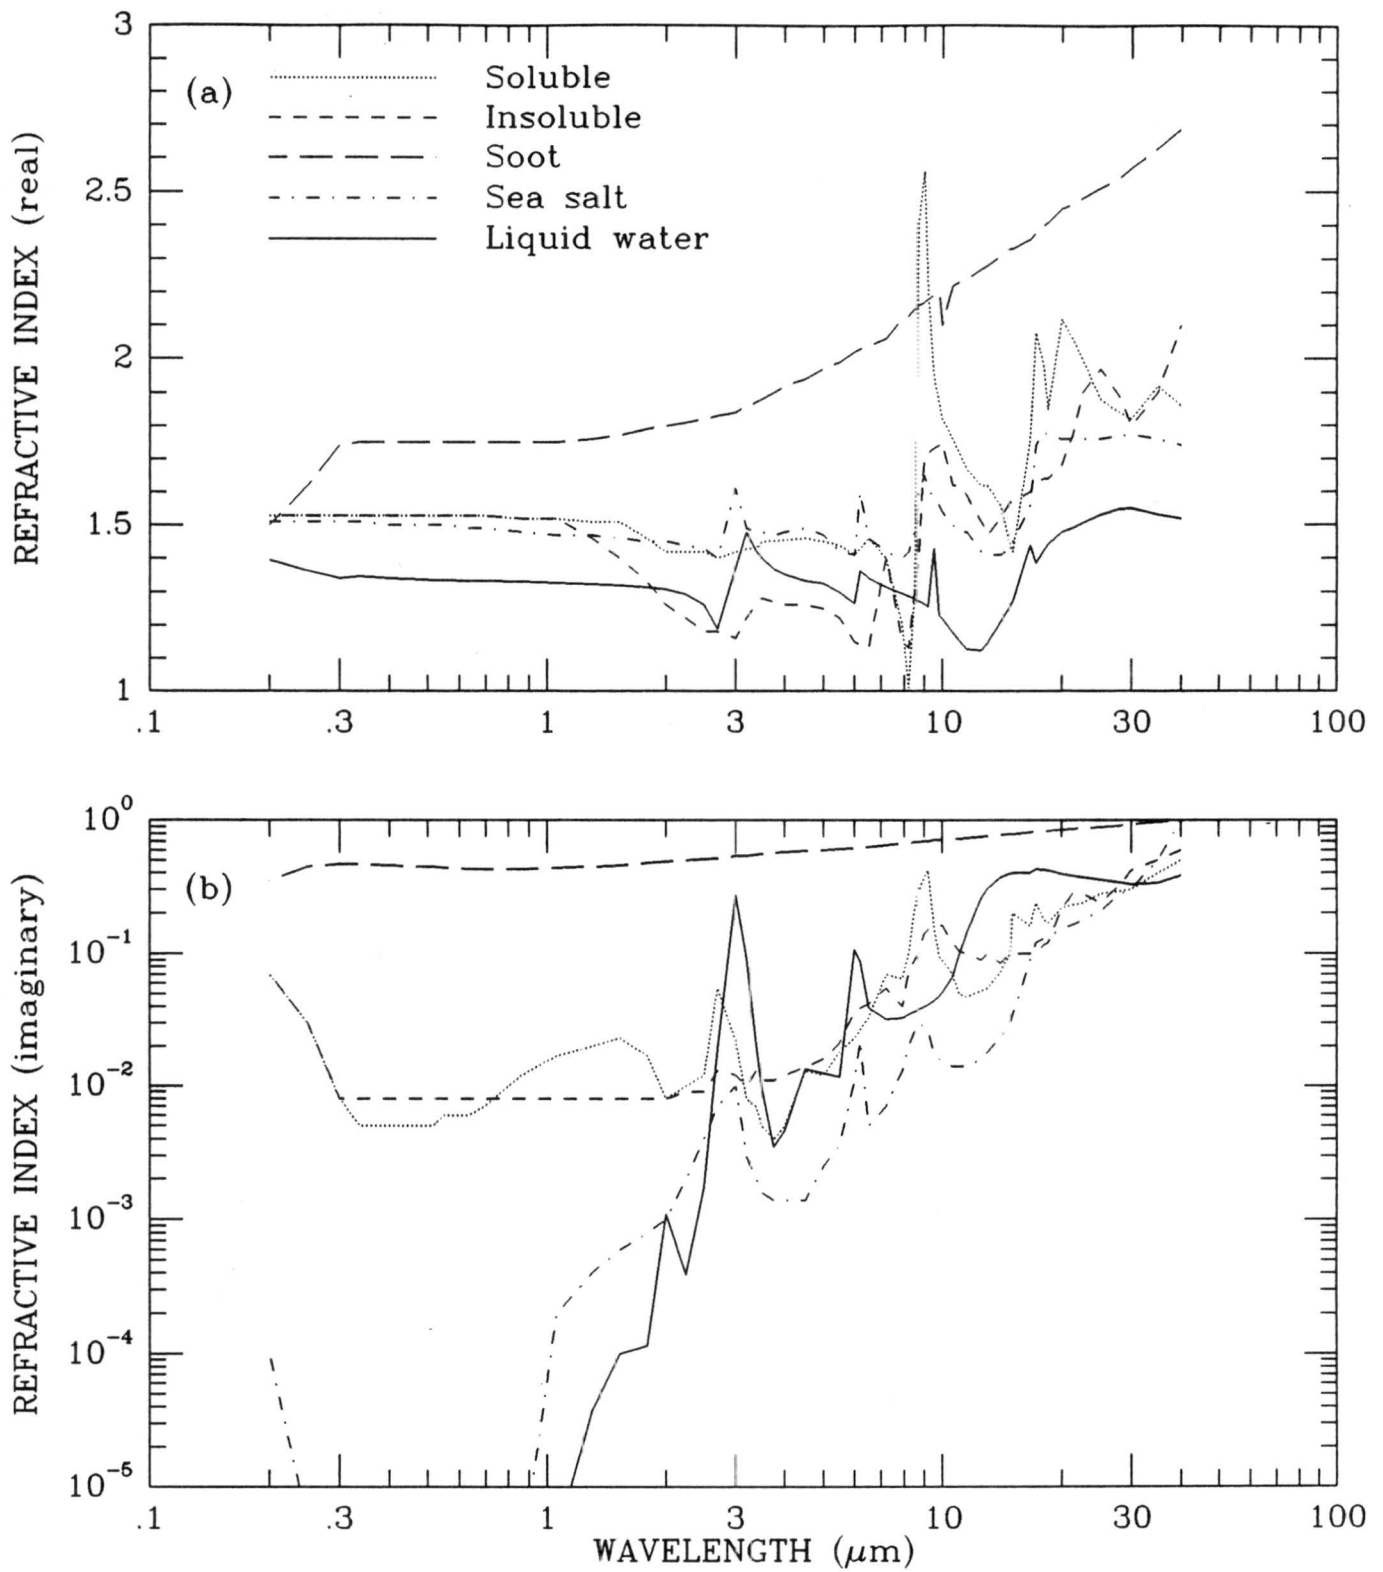 3
(a)
Soluble
Insoluble
Soot
Sea salt
Liquid water
2.5
2
1.5
1
REFRACTIVE INDEX (real)
.1 .3 1 3 10 30 100
10⁰
(b)
10⁻¹
10⁻²
10⁻³
10⁻⁴
10⁻⁵
REFRACTIVE INDEX (imaginary)
.1 .3 1 3 10 30 100
WAVELENGTH (μm)